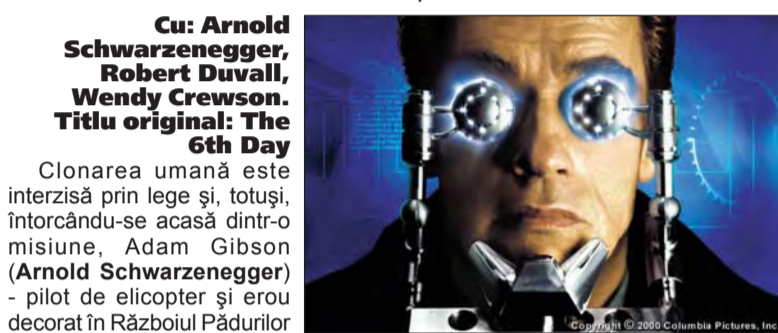 Cu: Arnold
Schwarzenegger,
Robert Duvall,
Wendy Crewson.
Titlu original: The
6th Day
Clonarea umană este
interzisă prin lege şi, totuşi,
întorcându-se acasă dintr-o
misiune, Adam Gibson
(Arnold Schwarzenegger)
- pilot de elicopter şi erou
decorat în Războiul Pădurilor
Copyright © 2000 Columbia Pictures, Inc